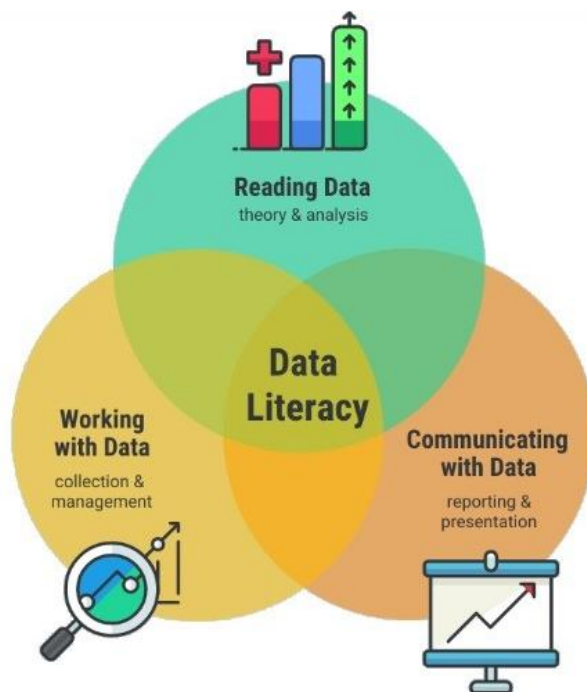 Reading Data
theory & analysis
Data
Literacy
Working
with Data
collection &
management
Communicating
with Data
reporting &
presentation